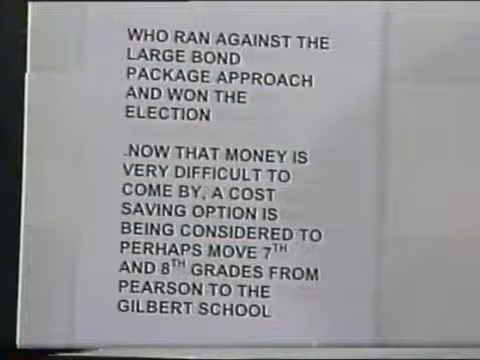 WHO RAN AGAINST THE
LARGE BOND
PACKAGE APPROACH
AND WON THE
ELECTION
.NOW THAT MONEY IS
VERY DIFFICULT TO
COME BY, A COST
SAVING OPTION IS
BEING CONSIDERED TO
PERHAPS MOVE 7TH
AND 8TH GRADES FROM
PEARSON TO THE
GILBERT SCHOOL